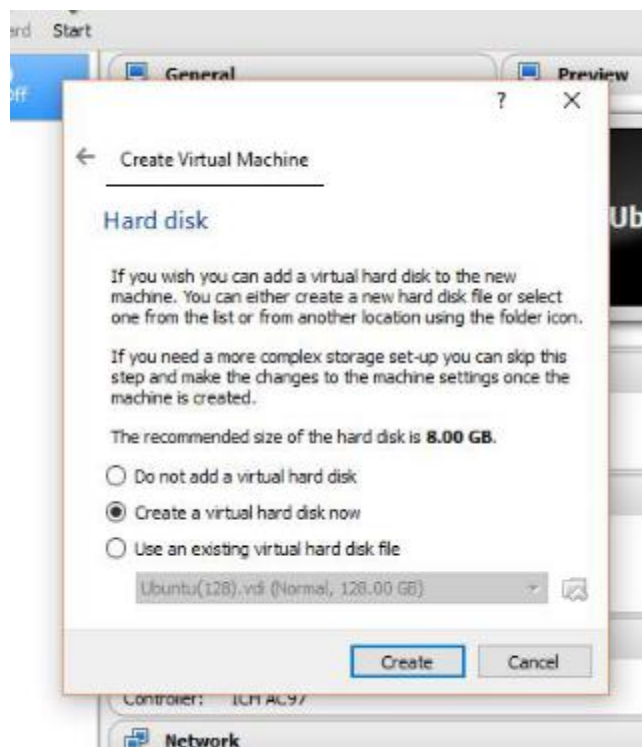 Start
General
Preview
?
←
Create Virtual Machine
Hard disk
If you wish you can add a virtual hard disk to the new
machine. You can either create a new hard disk file or select
one from the list or from another location using the folder icon.
If you need a more complex storage set-up you can skip this
step and make the changes to the machine settings once the
machine is created.
The recommended size of the hard disk is 8.00 GB.
Do not add a virtual hard disk
Create a virtual hard disk now
Use an existing virtual hard disk file
Ubuntu(128).vdi (Normal, 128.00 GB)
Create
Cancel
Controller: ICH AC97
Network